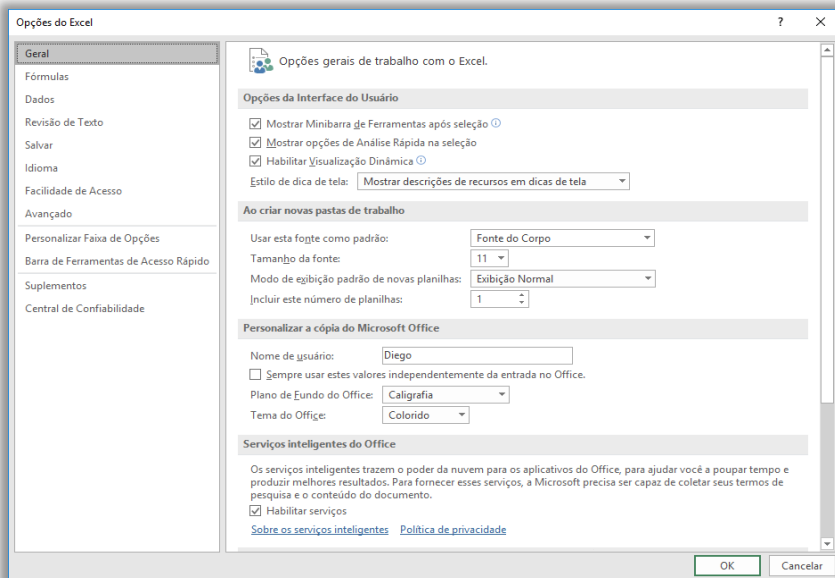 Opções do Excel
Geral
Fórmulas
Dados
Revisão de Texto
Salvar
Idioma
Facilidade de Acesso
Avançado
Personalizar Faixa de Opções
Barra de Ferramentas de Acesso Rápido
Suplementos
Central de Confiabilidade
Opções gerais de trabalho com o Excel.
Opções da Interface do Usuário
Mostrar Minibarra de Ferramentas após seleção
Mostrar opções de Análise Rápida na seleção
Habilitar Visualização Dinâmica
Estilo de dica de tela: Mostrar descrições de recursos em dicas de tela
Ao criar novas pastas de trabalho
Usar esta fonte como padrão: Fonte do Corpo
Tamanho da fonte: 11
Modo de exibição padrão de novas planilhas: Exibição Normal
Incluir este número de planilhas: 1
Personalizar a cópia do Microsoft Office
Nome de usuário: Diego
Sempre usar estes valores independentemente da entrada no Office.
Plano de Fundo do Office: Caligrafia
Tema do Office: Colorido
Serviços inteligentes do Office
Os serviços inteligentes trazem o poder da nuvem para os aplicativos do Office, para ajudar você a poupar tempo e
produzir melhores resultados. Para fornecer esses serviços, a Microsoft precisa ser capaz de coletar seus termos de
pesquisa e o conteúdo do documento.
Habilitar serviços
Sobre os serviços inteligentes Política de privacidade
OK Cancelar